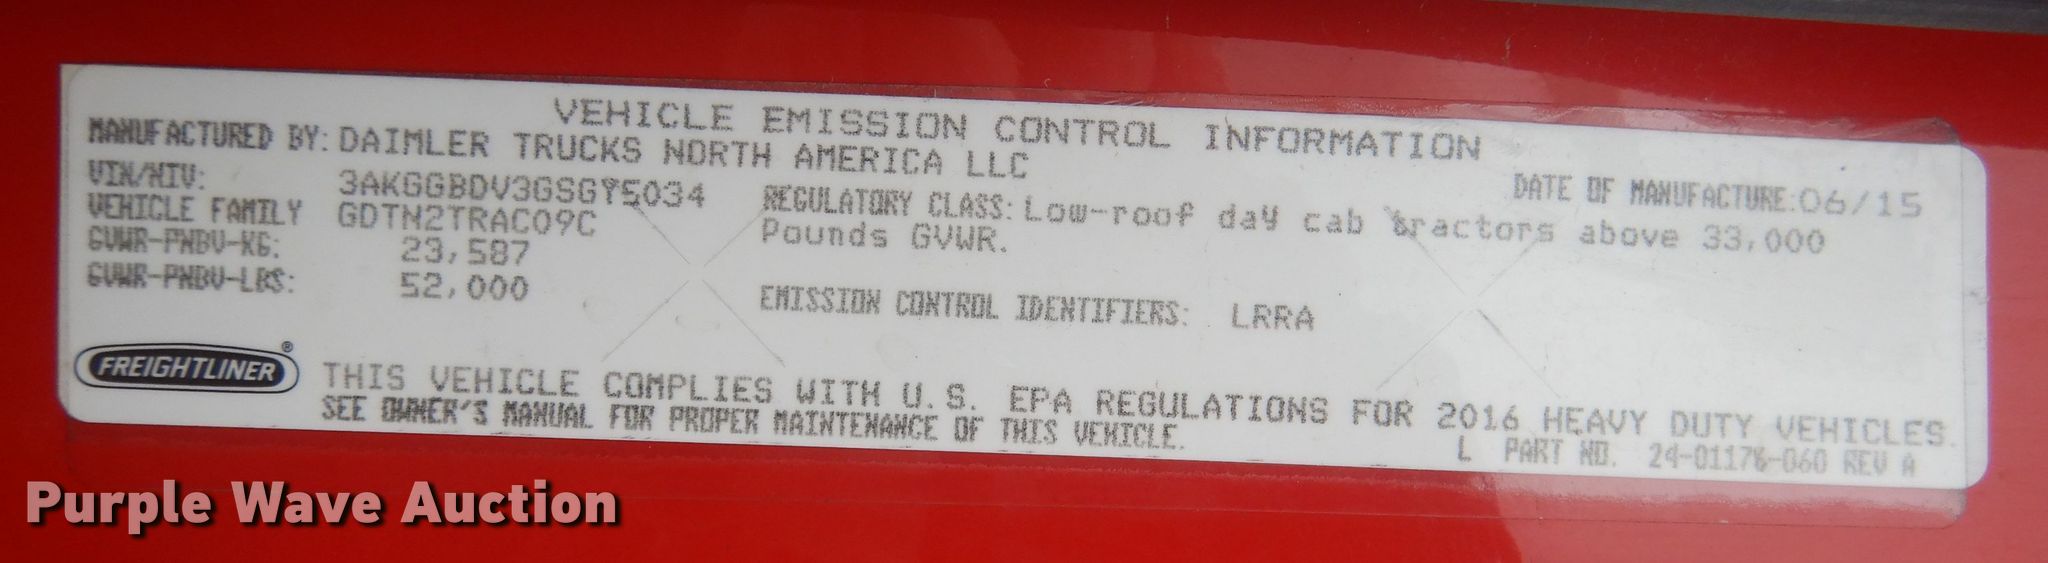 VEHICLE EMISSION CONTROL INFORMATION
MANUFACTURED BY: DAIMLER TRUCKS NORTH AMERICA LLC
VIN/NIV: 3AKGGBDV3GSGY5034
DATE OF MANUFACTURE: 06/15
VEHICLE FAMILY GDTN2TRAC09C
REGULATORY CLASS: Low-roof day cab tractors above 33,000
Pounds GVWR.
GVWR-PNBV-KG: 23,587
GVWR-PNBV-LBS: 52,000
EMISSION CONTROL IDENTIFIERS: LRRA
FREIGHTLINER®
THIS VEHICLE COMPLIES WITH U.S. EPA REGULATIONS FOR 2016 HEAVY DUTY VEHICLES.
SEE OWNER'S MANUAL FOR PROPER MAINTENANCE OF THIS VEHICLE.
L PART NO. 24-01176-060 REV A
Purple Wave Auction